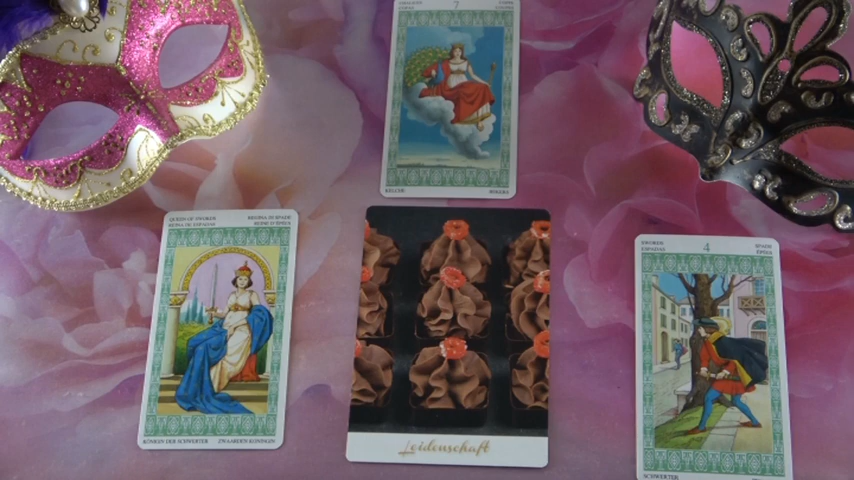 7
KELCHE
BEKERS
QUEEN OF SWORDS
REINA DE ESPADAS
REGINA DI SPADE
REINE D'ÉPÉES
KÖNIGIN DER SCHWERTER
ZWAARDEN KONINGIN
Leidenschaft
SWORDS
ESPADAS
4
SPADE
ÉPÉES
SCHWERTER